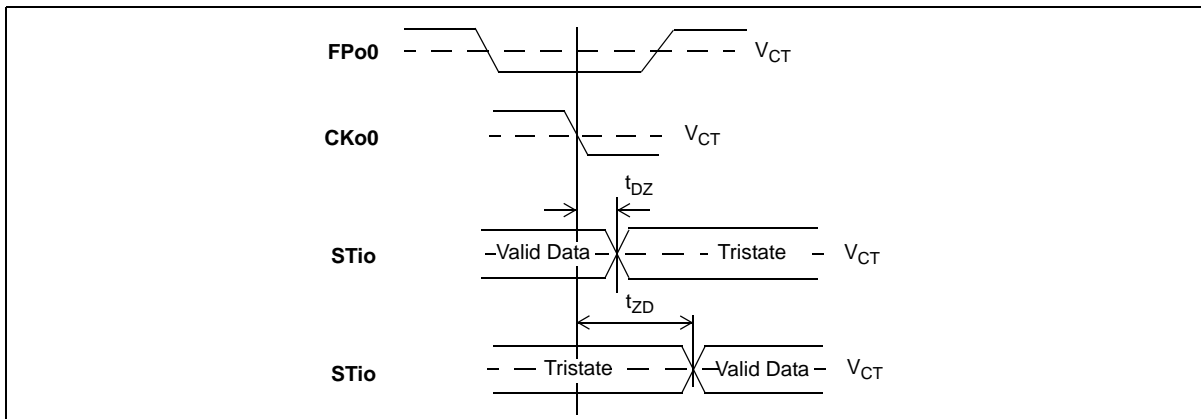 FPo0 V_CT
CKo0 V_CT
t_DZ
STio Valid Data Tristate V_CT
t_ZD
STio Tristate Valid Data V_CT